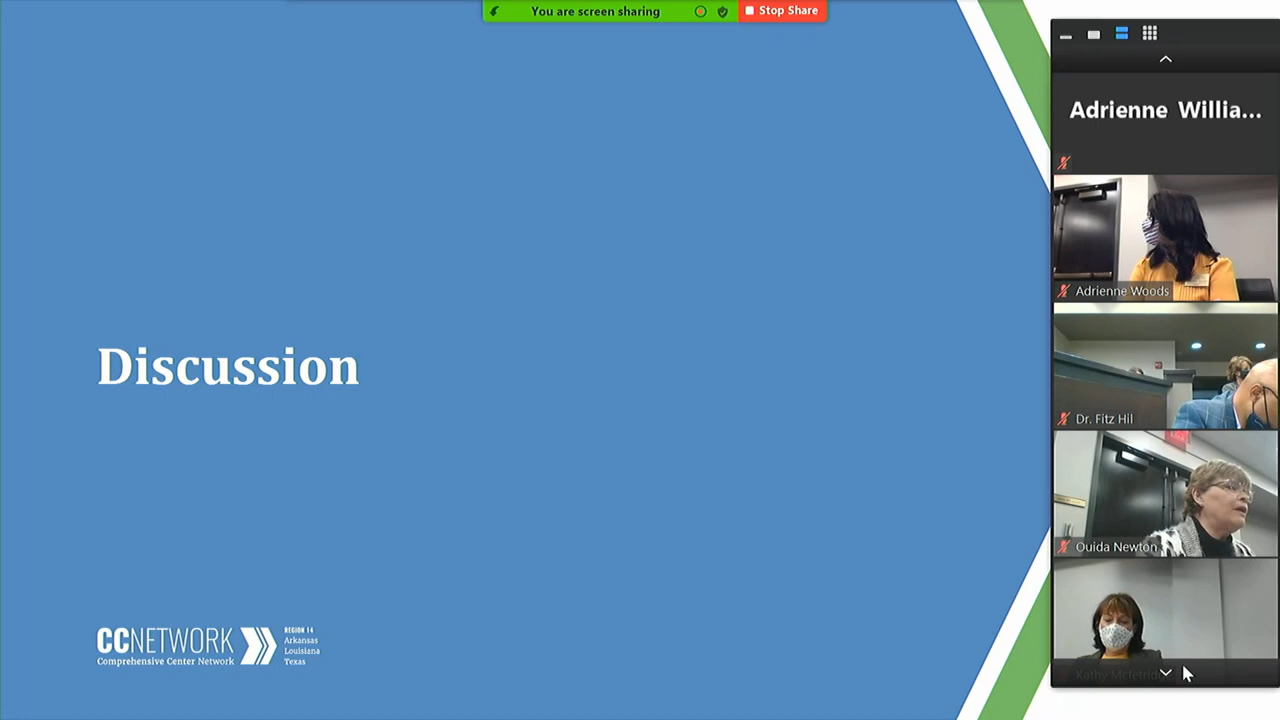 You are screen sharing
Stop Share
Adrienne Willia...
Adrienne Woods
Dr. Fitz Hil
Ouida Newton
Discussion
CCNETWORK
Comprehensive Center Network
REGION 14
Arkansas
Louisiana
Texas